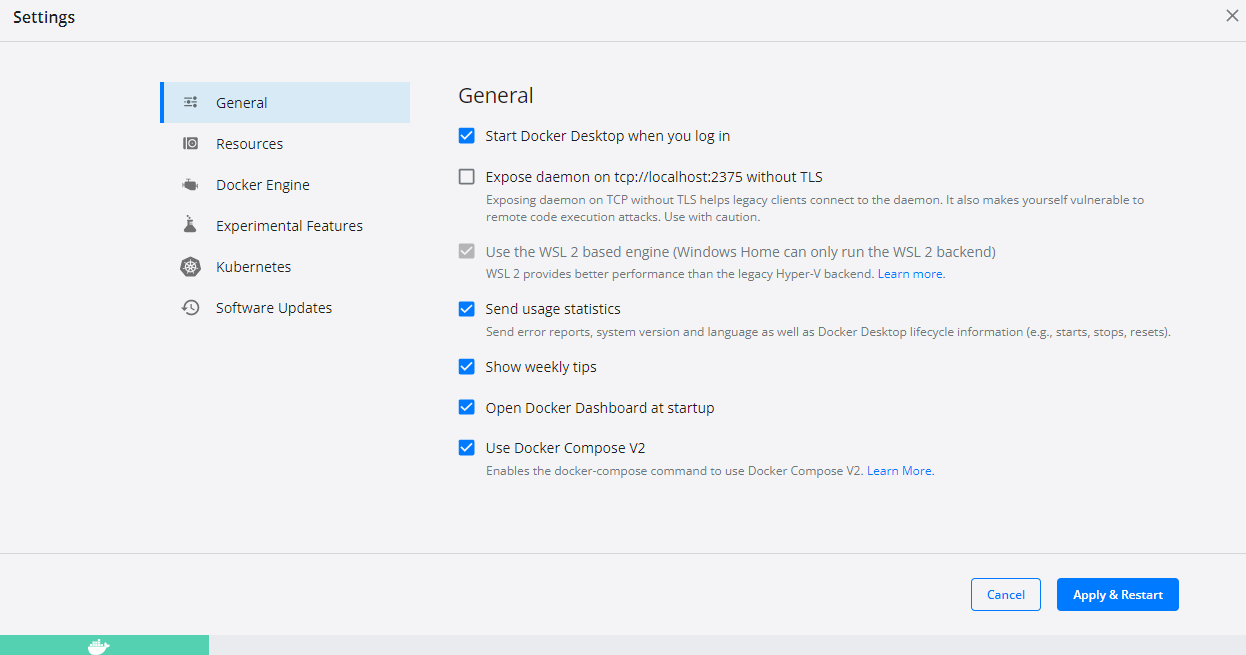 Settings
General
Resources
Docker Engine
Experimental Features
Kubernetes
Software Updates
General
Start Docker Desktop when you log in
Expose daemon on tcp://localhost:2375 without TLS
Exposing daemon on TCP without TLS helps legacy clients connect to the daemon. It also makes yourself vulnerable to
remote code execution attacks. Use with caution.
Use the WSL 2 based engine (Windows Home can only run the WSL 2 backend)
WSL 2 provides better performance than the legacy Hyper-V backend. Learn more.
Send usage statistics
Send error reports, system version and language as well as Docker Desktop lifecycle information (e.g., starts, stops, resets).
Show weekly tips
Open Docker Dashboard at startup
Use Docker Compose V2
Enables the docker-compose command to use Docker Compose V2. Learn More.
Cancel
Apply & Restart